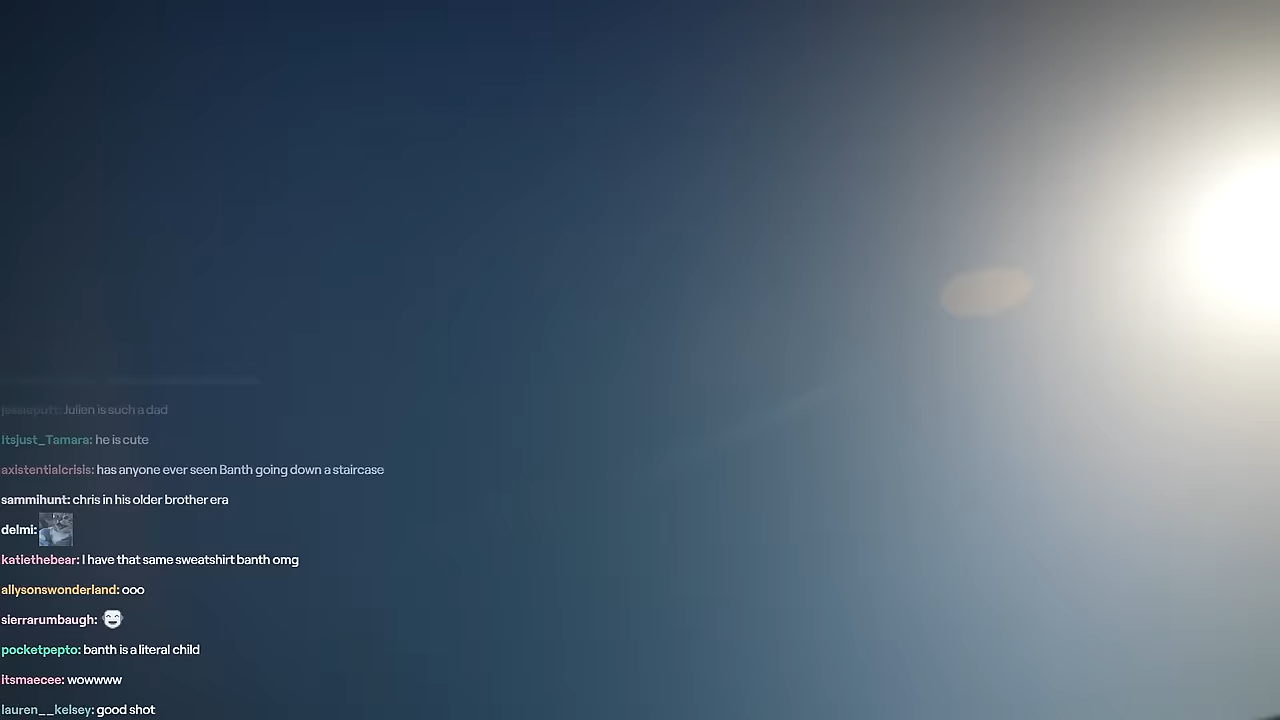 jessieputt: Julien is such a dad
Itsjust_Tamara: he is cute
axistentialcrisis: has anyone ever seen Banth going down a staircase
sammihunt: chris in his older brother era
delmi:
katiethebear: I have that same sweatshirt banth omg
allysonswonderland: ooo
sierrarumbaugh:
pocketpepto: banth is a literal child
itsmaecee: wowwww
lauren__kelsey: good shot